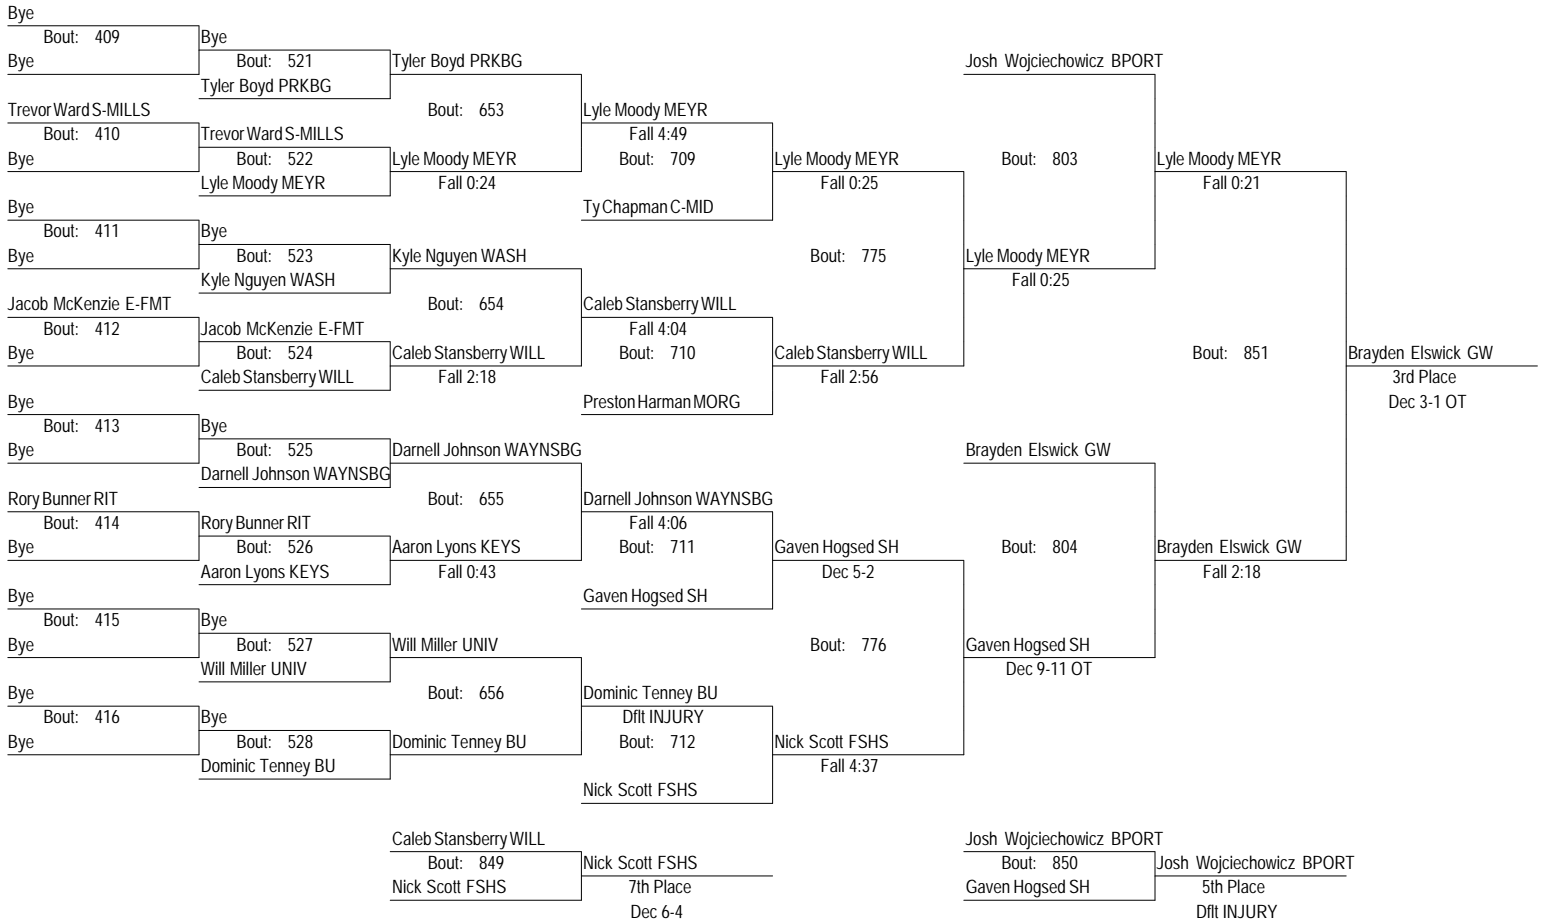 Bye
Bout: 409
Bye
Bye
Bout: 521
Tyler Boyd PRKBG
Tyler Boyd PRKBG
Trevor Ward S-MILLS
Bout: 410
Bye
Trevor Ward S-MILLS
Bout: 522
Lyle Moody MEYR
Lyle Moody MEYR
Fall 0:24
Bout: 653
Lyle Moody MEYR
Fall 4:49
Bout: 709
Ty Chapman C-MID
Lyle Moody MEYR
Fall 0:25
Bye
Bout: 411
Bye
Bye
Bout: 523
Kyle Nguyen WASH
Kyle Nguyen WASH
Jacob McKenzie E-FMT
Bout: 412
Bye
Jacob McKenzie E-FMT
Bout: 524
Caleb Stansberry WILL
Caleb Stansberry WILL
Fall 2:18
Bout: 654
Caleb Stansberry WILL
Fall 4:04
Bout: 710
Preston Harman MORG
Caleb Stansberry WILL
Fall 2:56
Bout: 775
Lyle Moody MEYR
Fall 0:25
Josh Wojciechowicz BPORT
Bout: 803
Lyle Moody MEYR
Fall 0:21
Bye
Bout: 413
Bye
Bye
Bout: 525
Darnell Johnson WAYNSBG
Darnell Johnson WAYNSBG
Rory Bunner RIT
Bout: 414
Bye
Rory Bunner RIT
Bout: 526
Aaron Lyons KEYS
Aaron Lyons KEYS
Fall 0:43
Bout: 655
Darnell Johnson WAYNSBG
Fall 4:06
Bout: 711
Gaven Hogsed SH
Gaven Hogsed SH
Dec 5-2
Bye
Bout: 415
Bye
Bye
Bout: 527
Will Miller UNIV
Will Miller UNIV
Bye
Bout: 416
Bye
Bye
Bout: 528
Dominic Tenney BU
Dominic Tenney BU
Bout: 656
Dominic Tenney BU
Dflt INJURY
Bout: 712
Nick Scott FSHS
Nick Scott FSHS
Fall 4:37
Bout: 776
Gaven Hogsed SH
Dec 9-11 OT
Brayden Elswick GW
Bout: 804
Brayden Elswick GW
Fall 2:18
Bout: 851
Brayden Elswick GW
3rd Place
Dec 3-1 OT
Caleb Stansberry WILL
Bout: 849
Nick Scott FSHS
Nick Scott FSHS
7th Place
Dec 6-4
Josh Wojciechowicz BPORT
Bout: 850
Gaven Hogsed SH
Josh Wojciechowicz BPORT
5th Place
Dflt INJURY